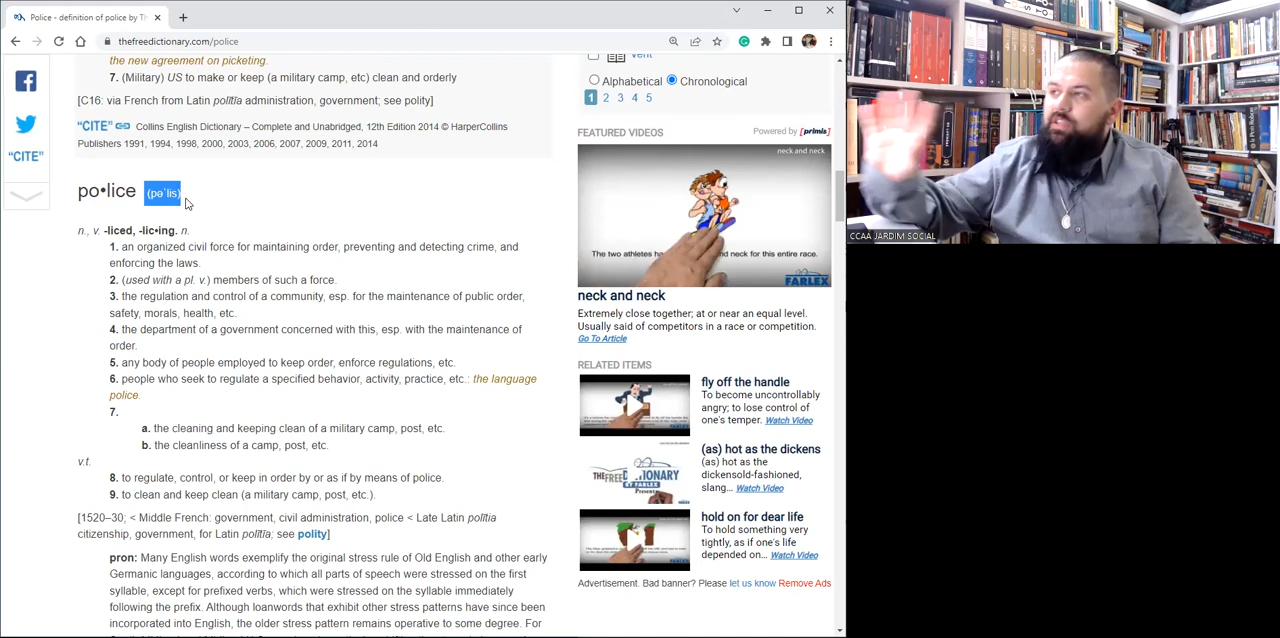 Police - definition of police by Th
thefreedictionary.com/police
the new agreement on picketing
7. (Military) US to make or keep (a military camp, etc) clean and orderly
[C16: via French from Latin polītīa administration, government; see polity]
“CITE” Collins English Dictionary – Complete and Unabridged, 12th Edition 2014 © HarperCollins
Publishers 1991, 1994, 1998, 2000, 2003, 2006, 2007, 2009, 2011, 2014
“CITE”
po•lice (pəˈlis)
n., v. -liced, -lic•ing. n.
1. an organized civil force for maintaining order, preventing and detecting crime, and
enforcing the laws.
2. (used with a pl. v.) members of such a force.
3. the regulation and control of a community, esp. for the maintenance of public order,
safety, morals, health, etc.
4. the department of a government concerned with this, esp. with the maintenance of
order.
5. any body of people employed to keep order, enforce regulations, etc.
6. people who seek to regulate a specified behavior, activity, practice, etc.: the language
police.
7.
a. the cleaning and keeping clean of a military camp, post, etc.
b. the cleanliness of a camp, post, etc.
v.t.
8. to regulate, control, or keep in order by or as if by means of police.
9. to clean and keep clean (a military camp, post, etc.).
[1520–30; < Middle French: government, civil administration, police < Late Latin polītia
citizenship, government, for Latin polītīa; see polity]
pron: Many English words exemplify the original stress rule of Old English and other early
Germanic languages, according to which all parts of speech were stressed on the first
syllable, except for prefixed verbs, which were stressed on the syllable immediately
following the prefix. Although loanwords that exhibit other stress patterns have since been
incorporated into English, the older stress pattern remains operative to some degree. For
vent
Alphabetical Chronological
1 2 3 4 5
FEATURED VIDEOS Powered by [primis]
neck and neck
The two athletes ha nd neck for this entire race.
FARLEX
neck and neck
Extremely close together; at or near an equal level.
Usually said of competitors in a race or competition.
Go To Article
RELATED ITEMS
fly off the handle
To become uncontrollably
angry; to lose control of
one's temper. Watch Video
(as) hot as the dickens
(as) hot as the
dickensold-fashioned,
slang... Watch Video
hold on for dear life
To hold something very
tightly, as if one's life
depended on... Watch Video
Advertisement. Bad banner? Please let us know Remove Ads
CCAA JARDIM SOCIAL